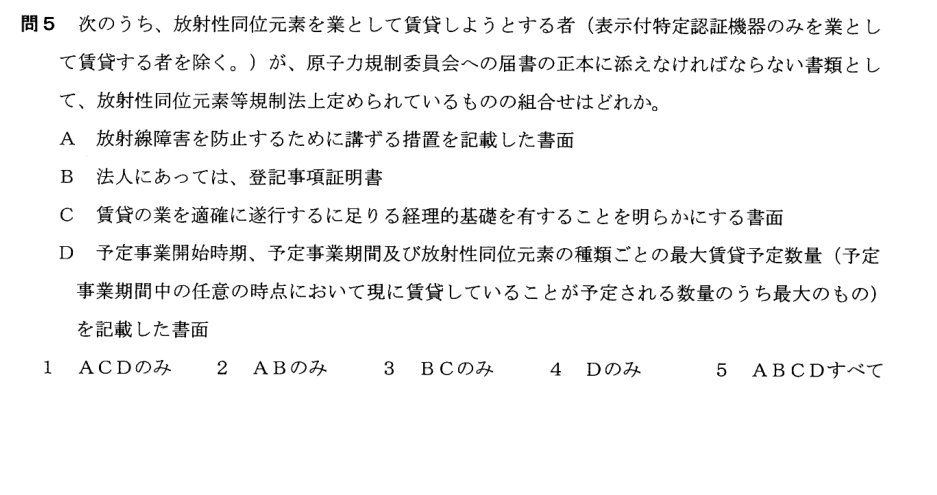 問５ 次のうち、放射性同位元素を業として賃貸しようとする者（表示付特定認証機器のみを業とし
て賃貸する者を除く。）が、原子力規制委員会への届書の正本に添えなければならない書類とし
て、放射性同位元素等規制法上定められているものの組合せはどれか。
Ａ 放射線障害を防止するために講ずる措置を記載した書面
Ｂ 法人にあっては、登記事項証明書
Ｃ 賃貸の業を適確に遂行するに足りる経理的基礎を有することを明らかにする書面
Ｄ 予定事業開始時期、予定事業期間及び放射性同位元素の種類ごとの最大賃貸予定数量（予定
事業期間中の任意の時点において現に賃貸していることが予定される数量のうち最大のもの）
を記載した書面
１ ＡＣＤのみ ２ ＡＢのみ ３ ＢＣのみ ４ Ｄのみ ５ ＡＢＣＤすべて